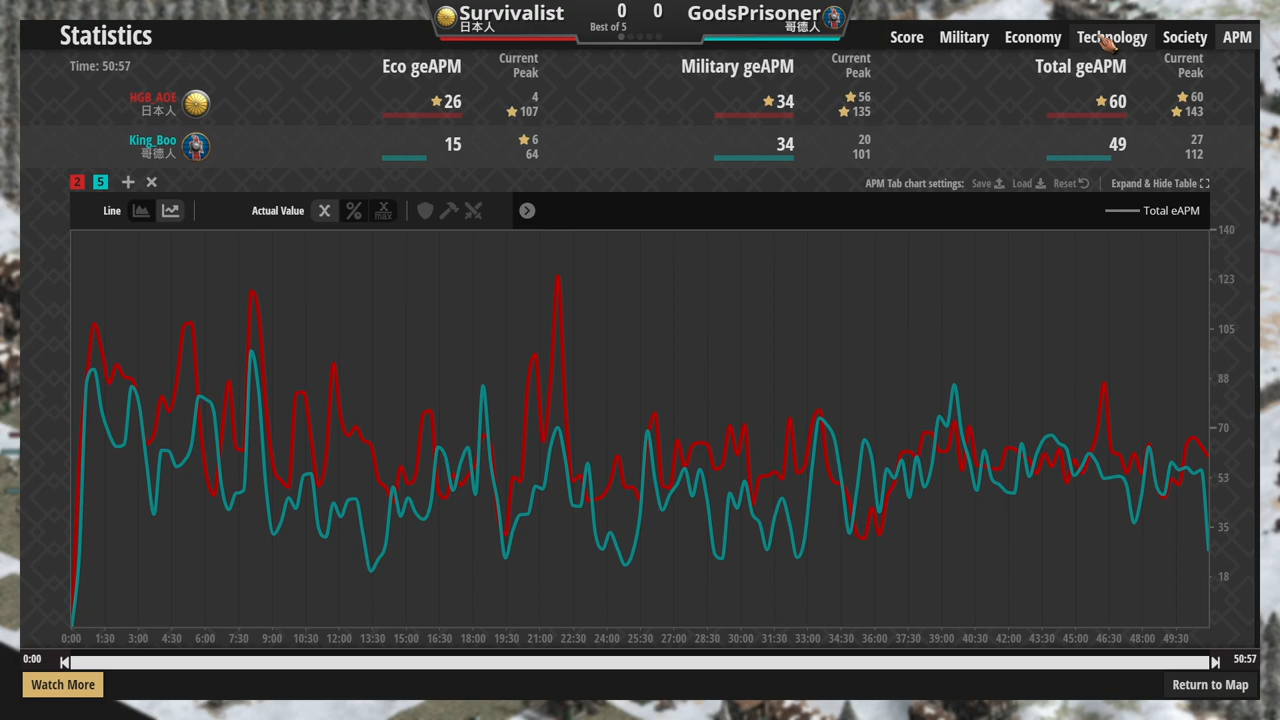 Survivalist 0 0 GodsPrisoner
日本人 Best of 5 哥德人
Statistics
Score Military Economy Technology Society APM
Time: 50:57
Eco geAPM Current Peak Military geAPM Current Peak Total geAPM Current Peak
HGB_AOE 26 4 34 56 60 60
日本人 107 135 143
King_Boo 15 6 34 20 49 27
哥德人 64 101 112
2 5
APM Tab chart settings: Save Load Reset Expand & Hide Table
Line Actual Value X % X max Total eAPM
140
123
105
88
70
53
35
18
0:00 1:30 3:00 4:30 6:00 7:30 9:00 10:30 12:00 13:30 15:00 16:30 18:00 19:30 21:00 22:30 24:00 25:30 27:00 28:30 30:00 31:30 33:00 34:30 36:00 37:30 39:00 40:30 42:00 43:30 45:00 46:30 48:00 49:30
0:00 50:57
Watch More Return to Map